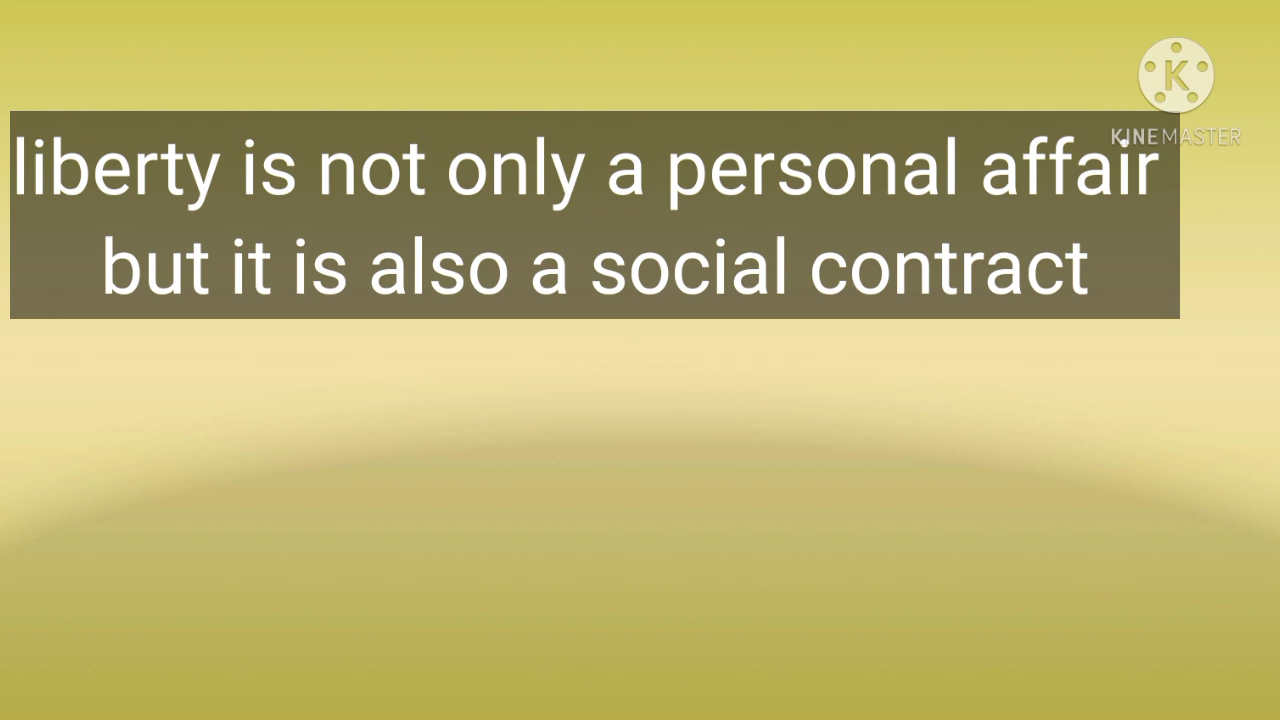 K
KINEMASTER
liberty is not only a personal affair
but it is also a social contract